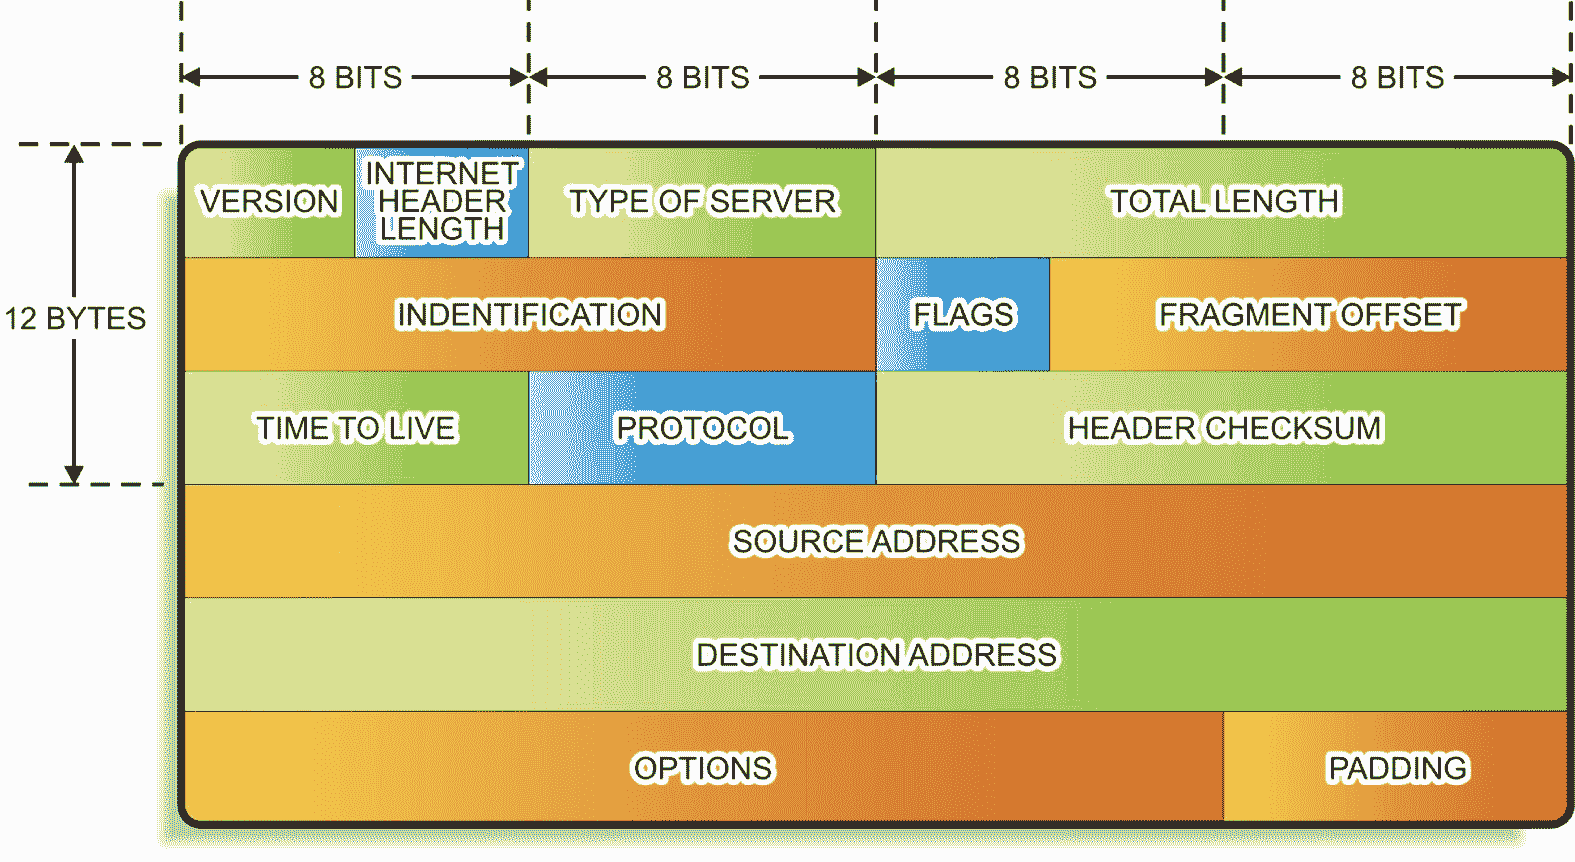 8 BITS
8 BITS
8 BITS
8 BITS
12 BYTES
VERSION
INTERNET
HEADER
LENGTH
TYPE OF SERVER
TOTAL LENGTH
INDENTIFICATION
FLAGS
FRAGMENT OFFSET
TIME TO LIVE
PROTOCOL
HEADER CHECKSUM
SOURCE ADDRESS
DESTINATION ADDRESS
OPTIONS
PADDING